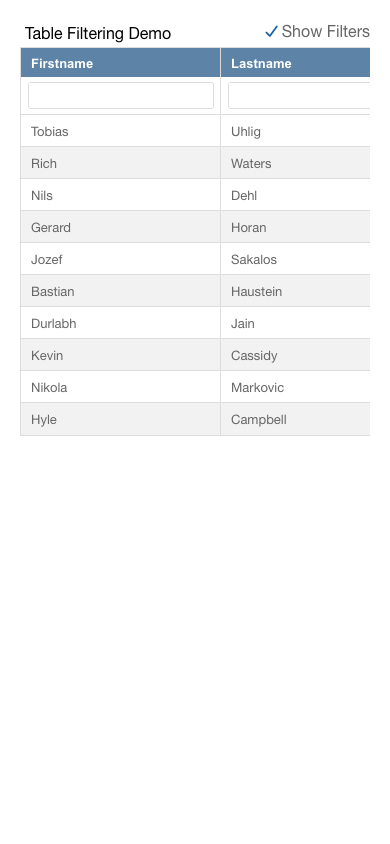 Table Filtering Demo Show Filters
Firstname Lastname
Tobias Uhlig
Rich Waters
Nils Dehl
Gerard Horan
Jozef Sakalos
Bastian Haustein
Durlabh Jain
Kevin Cassidy
Nikola Markovic
Hyle Campbell